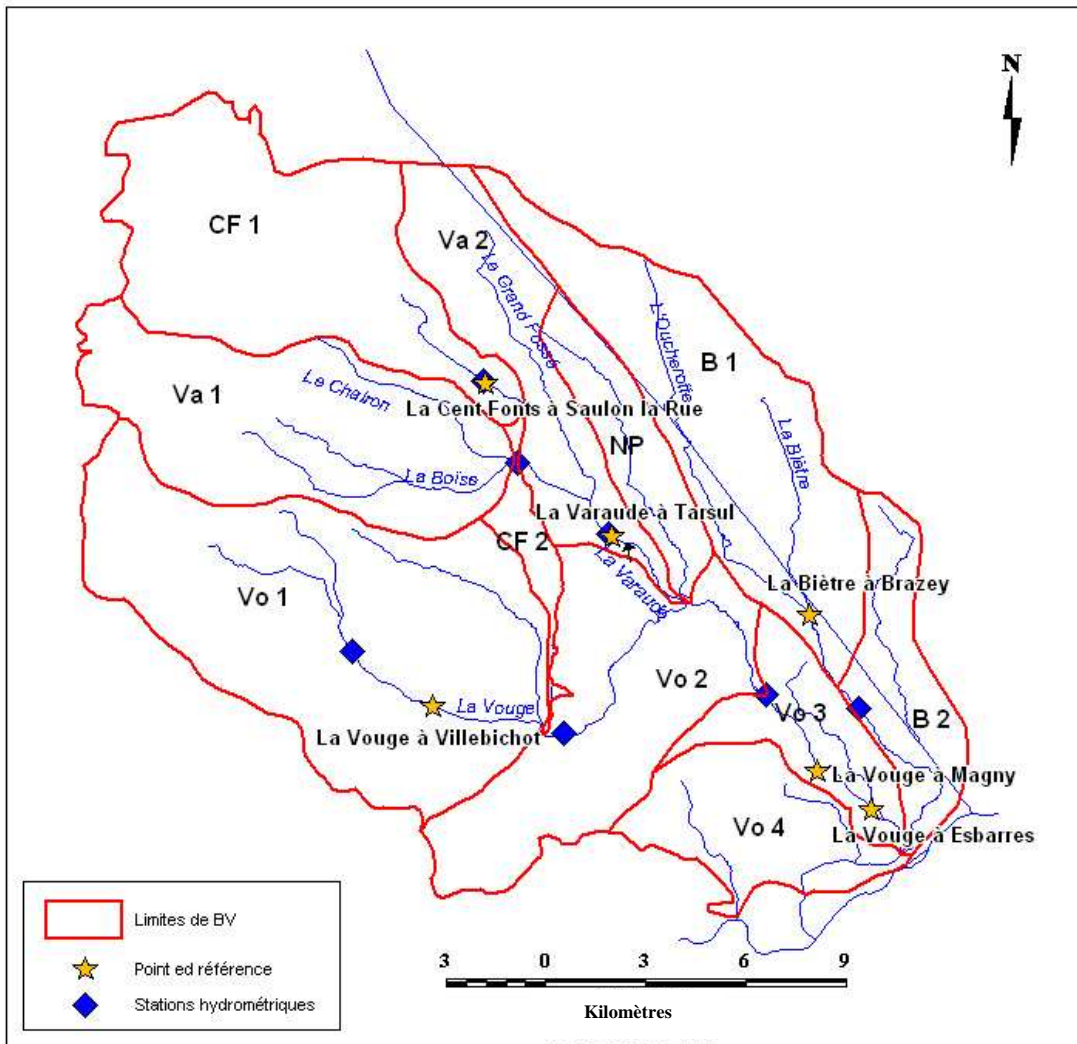 N
CF 1
Va 2
Le Grand Fossé
L'Oucherotte
B 1
Va 1
Le Chairon
La Cent Fonts à Saulon la Rue
La Biètre
NP
La Boïse
La Varaude à Tarsul
CF 2
La Varaude
La Biètre à Brazey
Vo 1
Vo 2
La Vouge
Vo 3
B 2
La Vouge à Villebichot
La Vouge à Magny
Vo 4
La Vouge à Esbarres
Limites de BV
Point ed référence
Stations hydrométriques
3 0 3 6 9
Kilomètres